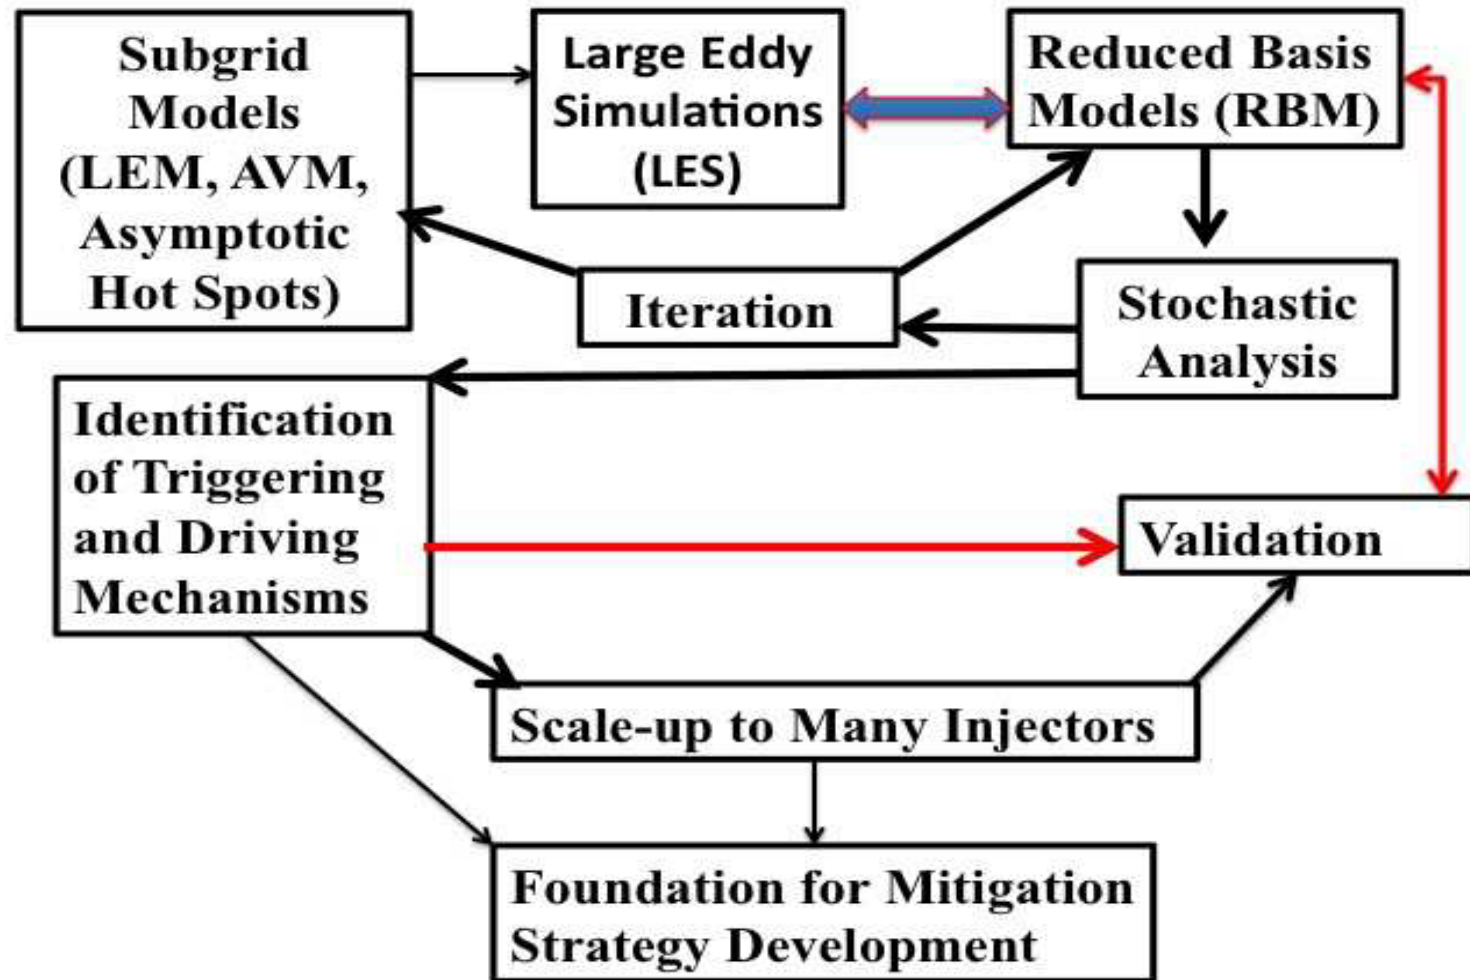 Subgrid
Models
(LEM, AVM,
Asymptotic
Hot Spots)
Large Eddy
Simulations
(LES)
Reduced Basis
Models (RBM)
Iteration
Stochastic
Analysis
Identification
of Triggering
and Driving
Mechanisms
Validation
Scale-up to Many Injectors
Foundation for Mitigation
Strategy Development